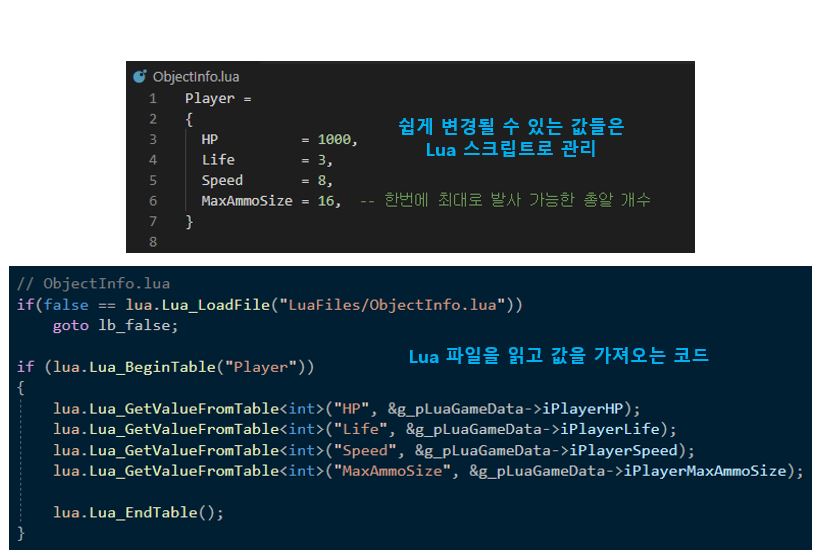 ObjectInfo.lua
1 Player =
2 {
3 HP = 1000,
4 Life = 3,
5 Speed = 8,
6 MaxAmmoSize = 16, -- 한번에 최대로 발사 가능한 총알 개수
7 }
8
쉽게 변경될 수 있는 값들은
Lua 스크립트로 관리
// ObjectInfo.lua
if(false == lua.Lua_LoadFile("LuaFiles/ObjectInfo.lua"))
goto lb_false;
Lua 파일을 읽고 값을 가져오는 코드
if (lua.Lua_BeginTable("Player"))
{
lua.Lua_GetValueFromTable<int>("HP", &g_pLuaGameData->iPlayerHP);
lua.Lua_GetValueFromTable<int>("Life", &g_pLuaGameData->iPlayerLife);
lua.Lua_GetValueFromTable<int>("Speed", &g_pLuaGameData->iPlayerSpeed);
lua.Lua_GetValueFromTable<int>("MaxAmmoSize", &g_pLuaGameData->iPlayerMaxAmmoSize);
lua.Lua_EndTable();
}